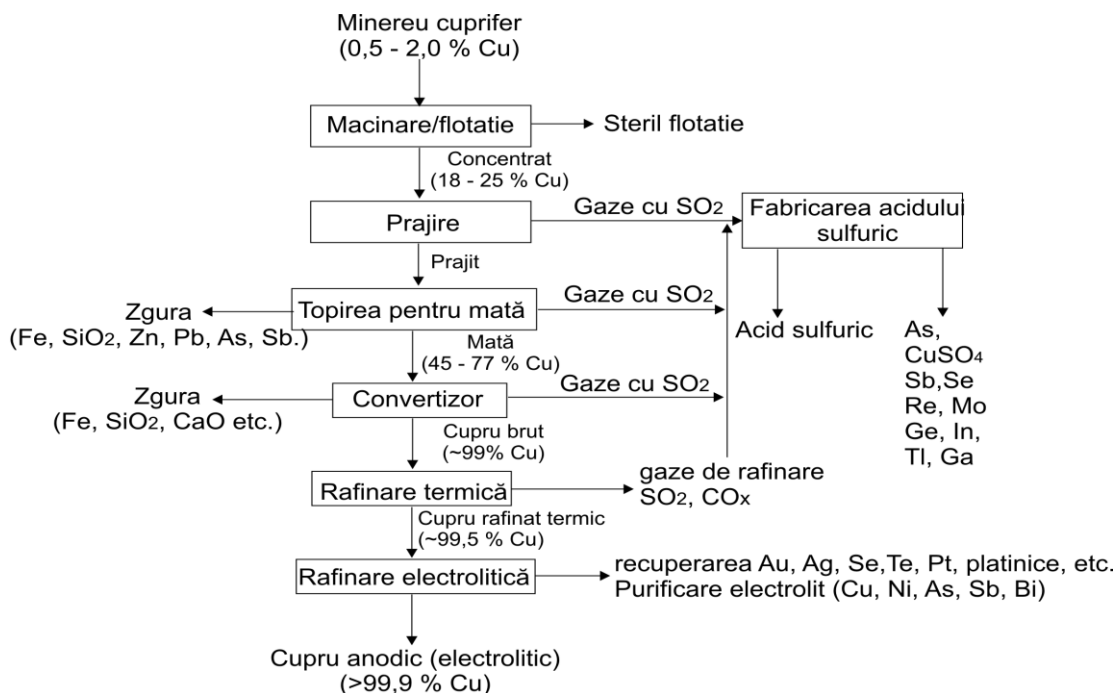 Minereu cuprifer
(0,5 - 2,0 % Cu)
Macinare/flotatie
Steril flotatie
Concentrat
(18 - 25 % Cu)
Prajire
Gaze cu SO2
Fabricarea acidului
sulfuric
Prajit
Zgura
(Fe, SiO2, Zn, Pb, As, Sb.)
Topirea pentru mată
Gaze cu SO2
Acid sulfuric
As,
CuSO4
Sb,Se
Re, Mo
Ge, In,
Tl, Ga
Mată
(45 - 77 % Cu)
Zgura
(Fe, SiO2, CaO etc.)
Convertizor
Gaze cu SO2
Cupru brut
(~99% Cu)
Rafinare termică
gaze de rafinare
SO2, COx
Cupru rafinat termic
(~99,5 % Cu)
Rafinare electrolitică
recuperarea Au, Ag, Se,Te, Pt, platinice, etc.
Purificare electrolit (Cu, Ni, As, Sb, Bi)
Cupru anodic (electrolitic)
(>99,9 % Cu)